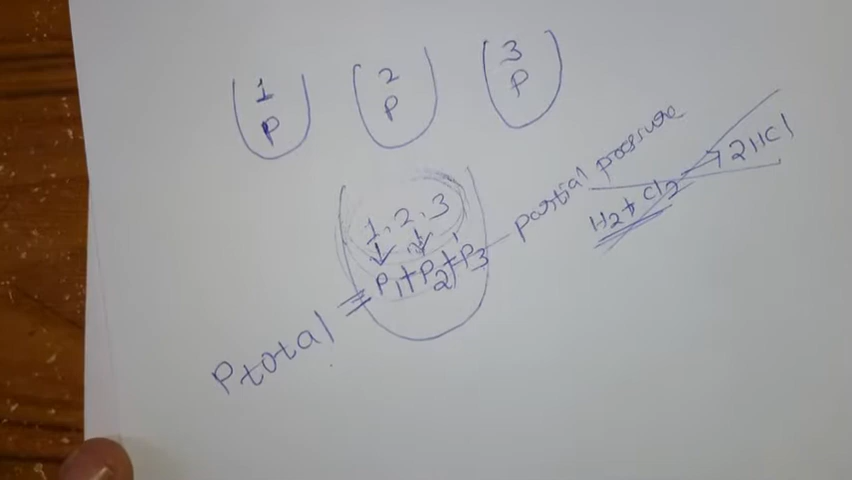 1 2 3
P P P
1, 2, 3
P1+P2+P3 partial pressure
Ptotal =
H2+Cl2 → 2HCl